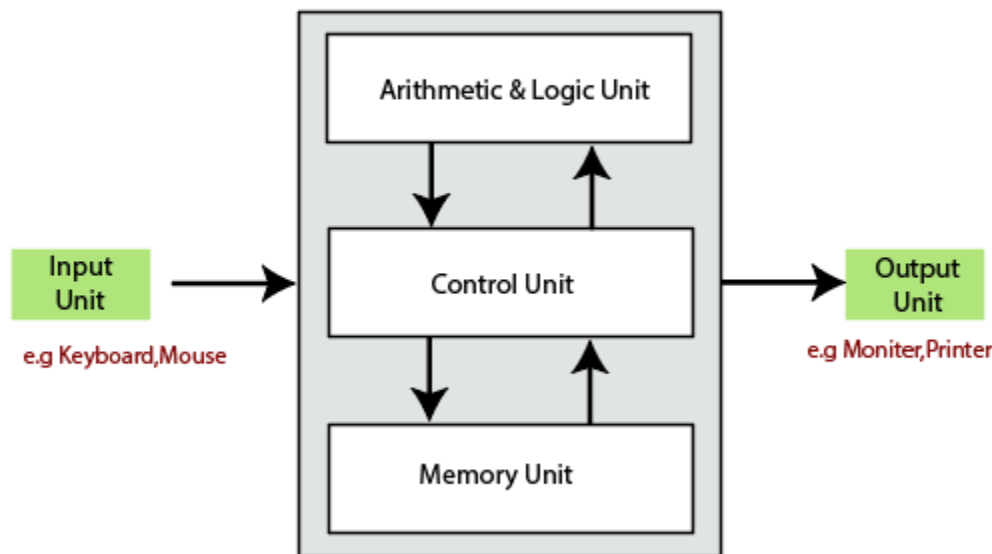 Arithmetic & Logic Unit
Input
Unit
e.g Keyboard,Mouse
Control Unit
Output
Unit
e.g Moniter,Printer
Memory Unit